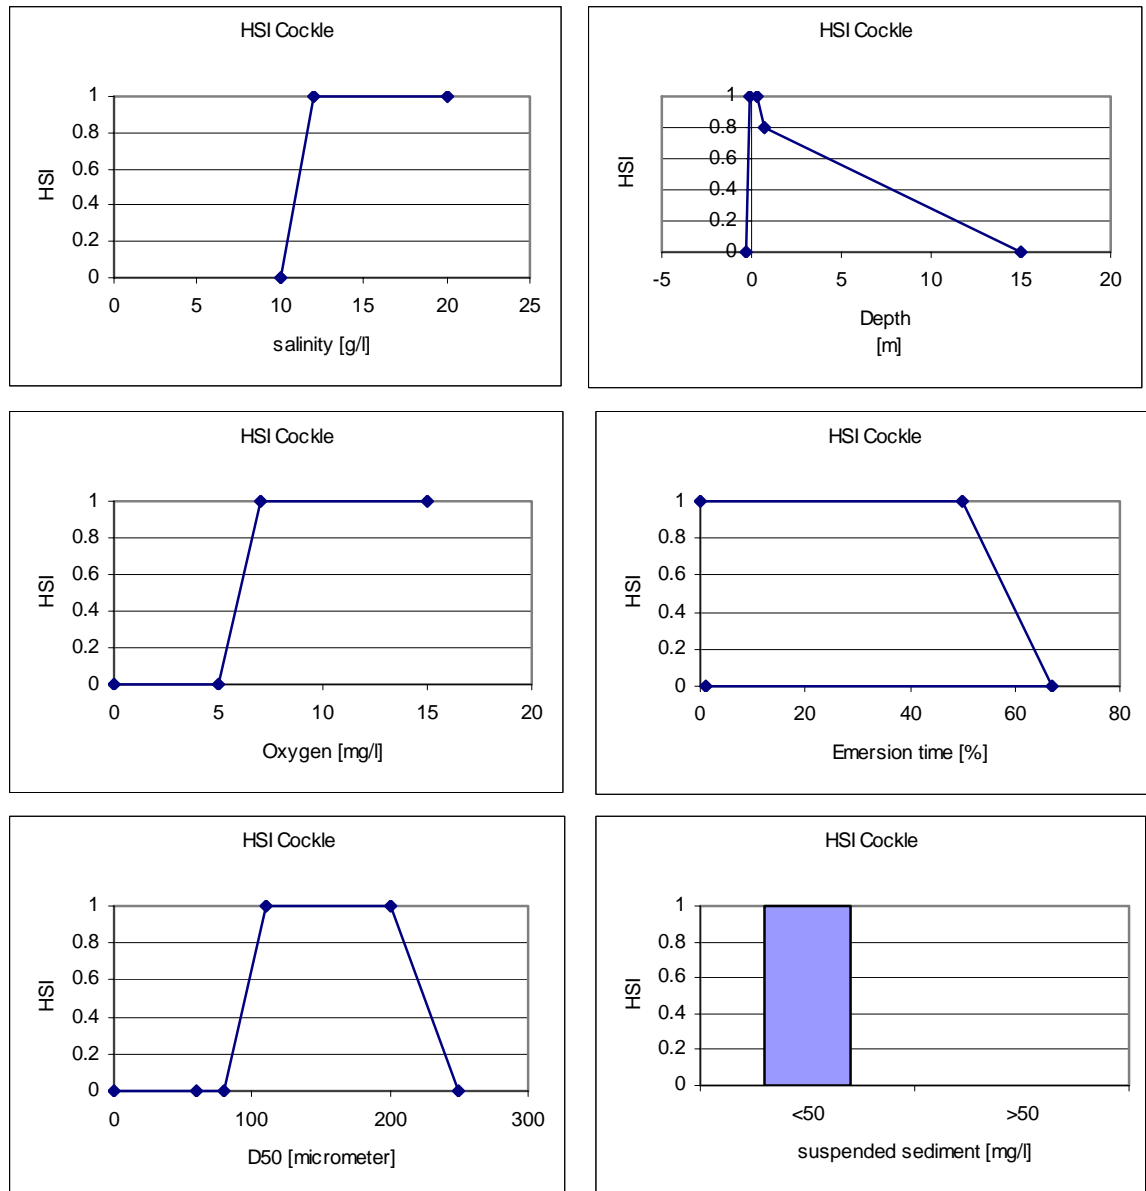 HSI Cockle
1
0.8
0.6
0.4
0.2
0
HSI
0 5 10 15 20 25
salinity [g/l]
HSI Cockle
1
0.8
0.6
0.4
0.2
0
HSI
-5 0 5 10 15 20
Depth
[m]
HSI Cockle
1
0.8
0.6
0.4
0.2
0
HSI
0 5 10 15 20
Oxygen [mg/l]
HSI Cockle
1
0.8
0.6
0.4
0.2
0
HSI
0 20 40 60 80
Emersion time [%]
HSI Cockle
1
0.8
0.6
0.4
0.2
0
HSI
0 100 200 300
D50 [micrometer]
HSI Cockle
1
0.8
0.6
0.4
0.2
0
HSI
<50 >50
suspended sediment [mg/l]